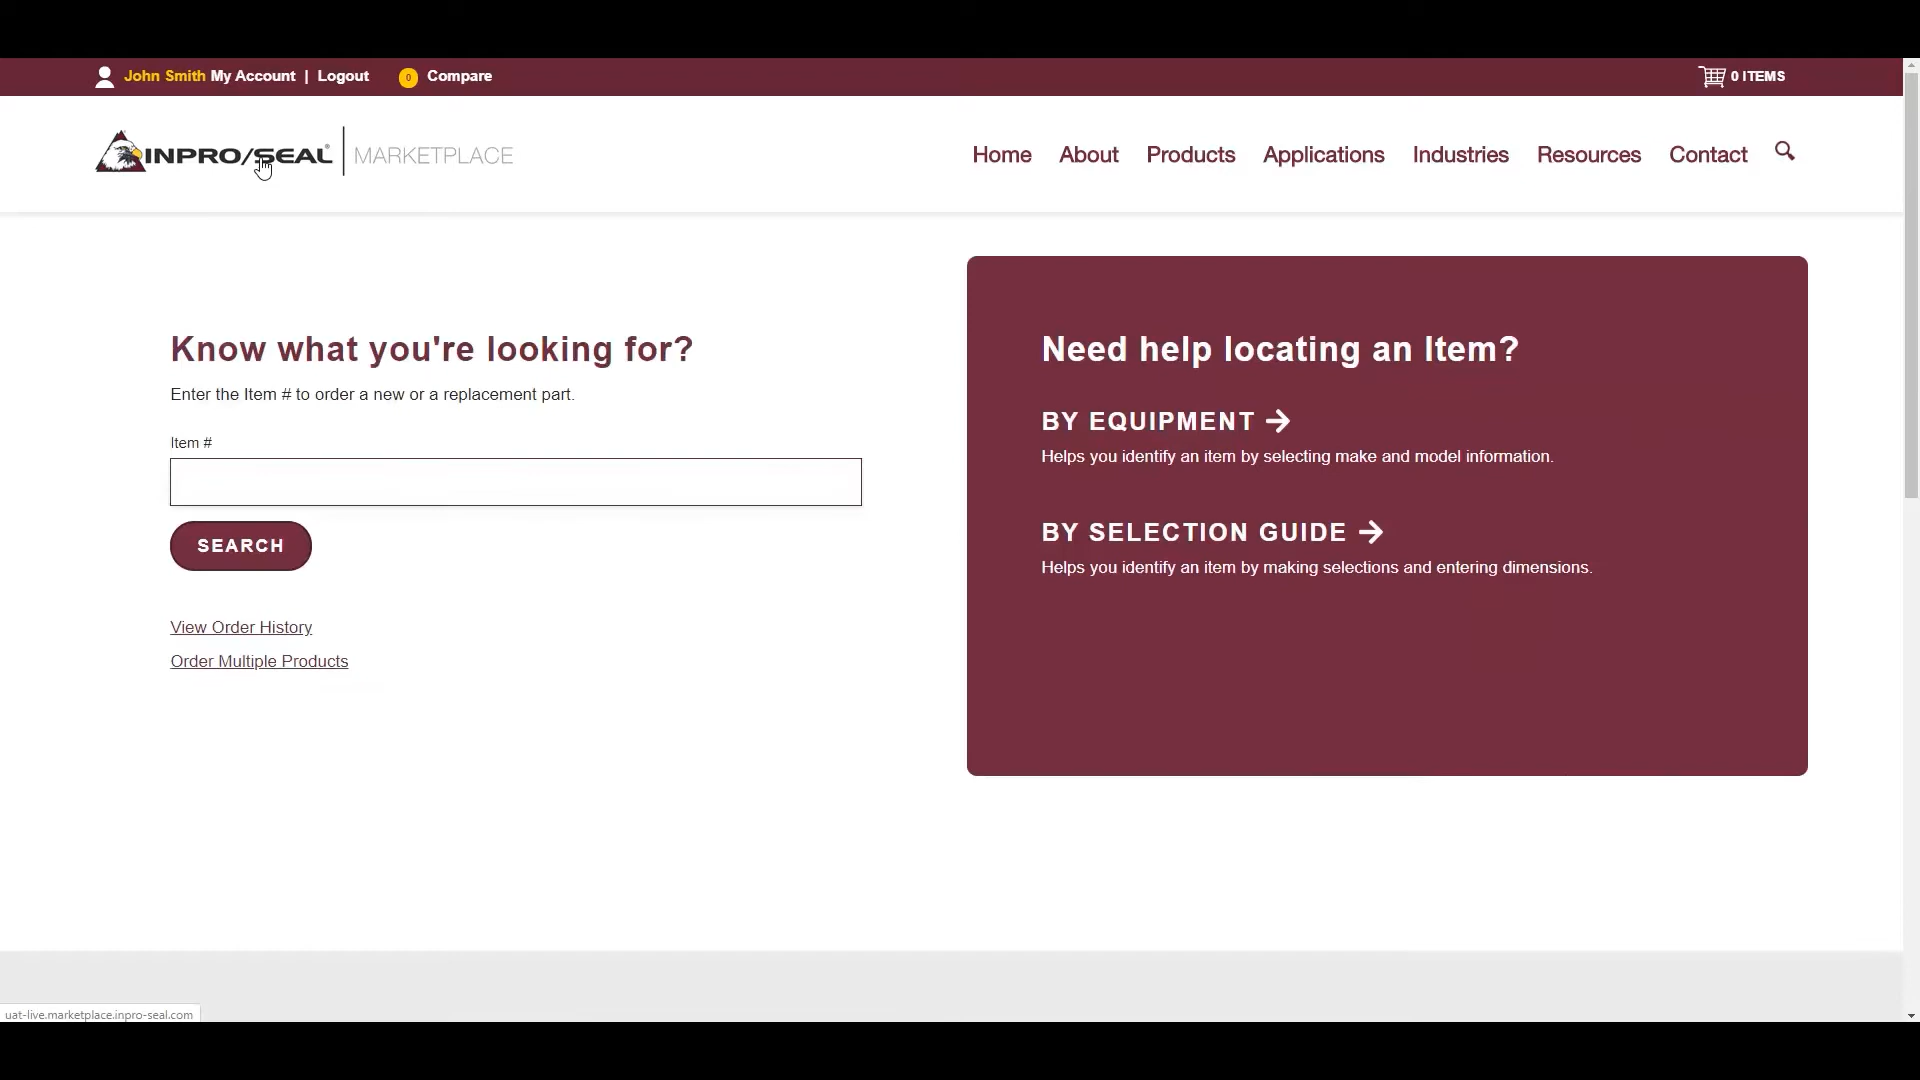 John Smith My Account | Logout 0 Compare 0 ITEMS
INPRO/SEAL® MARKETPLACE
Home About Products Applications Industries Resources Contact
Know what you're looking for?
Enter the Item # to order a new or a replacement part.
Item #
SEARCH
View Order History
Order Multiple Products
Need help locating an Item?
BY EQUIPMENT →
Helps you identify an item by selecting make and model information.
BY SELECTION GUIDE →
Helps you identify an item by making selections and entering dimensions.
uat-live.marketplace.inpro-seal.com